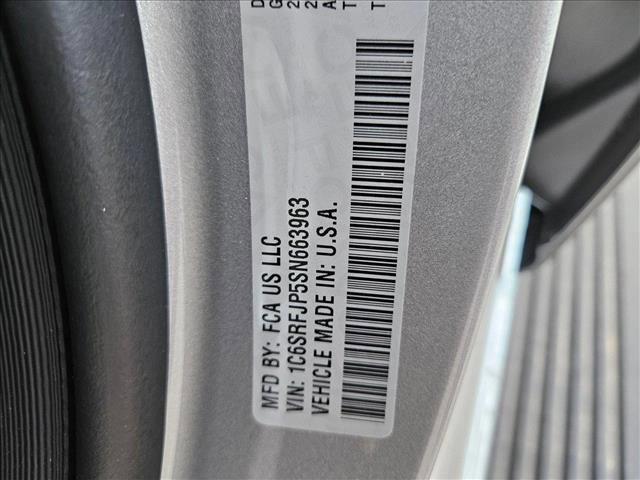 MFD BY: FCA US LLC
VIN: 1C6SRFJP5SN663963
VEHICLE MADE IN: U.S.A.